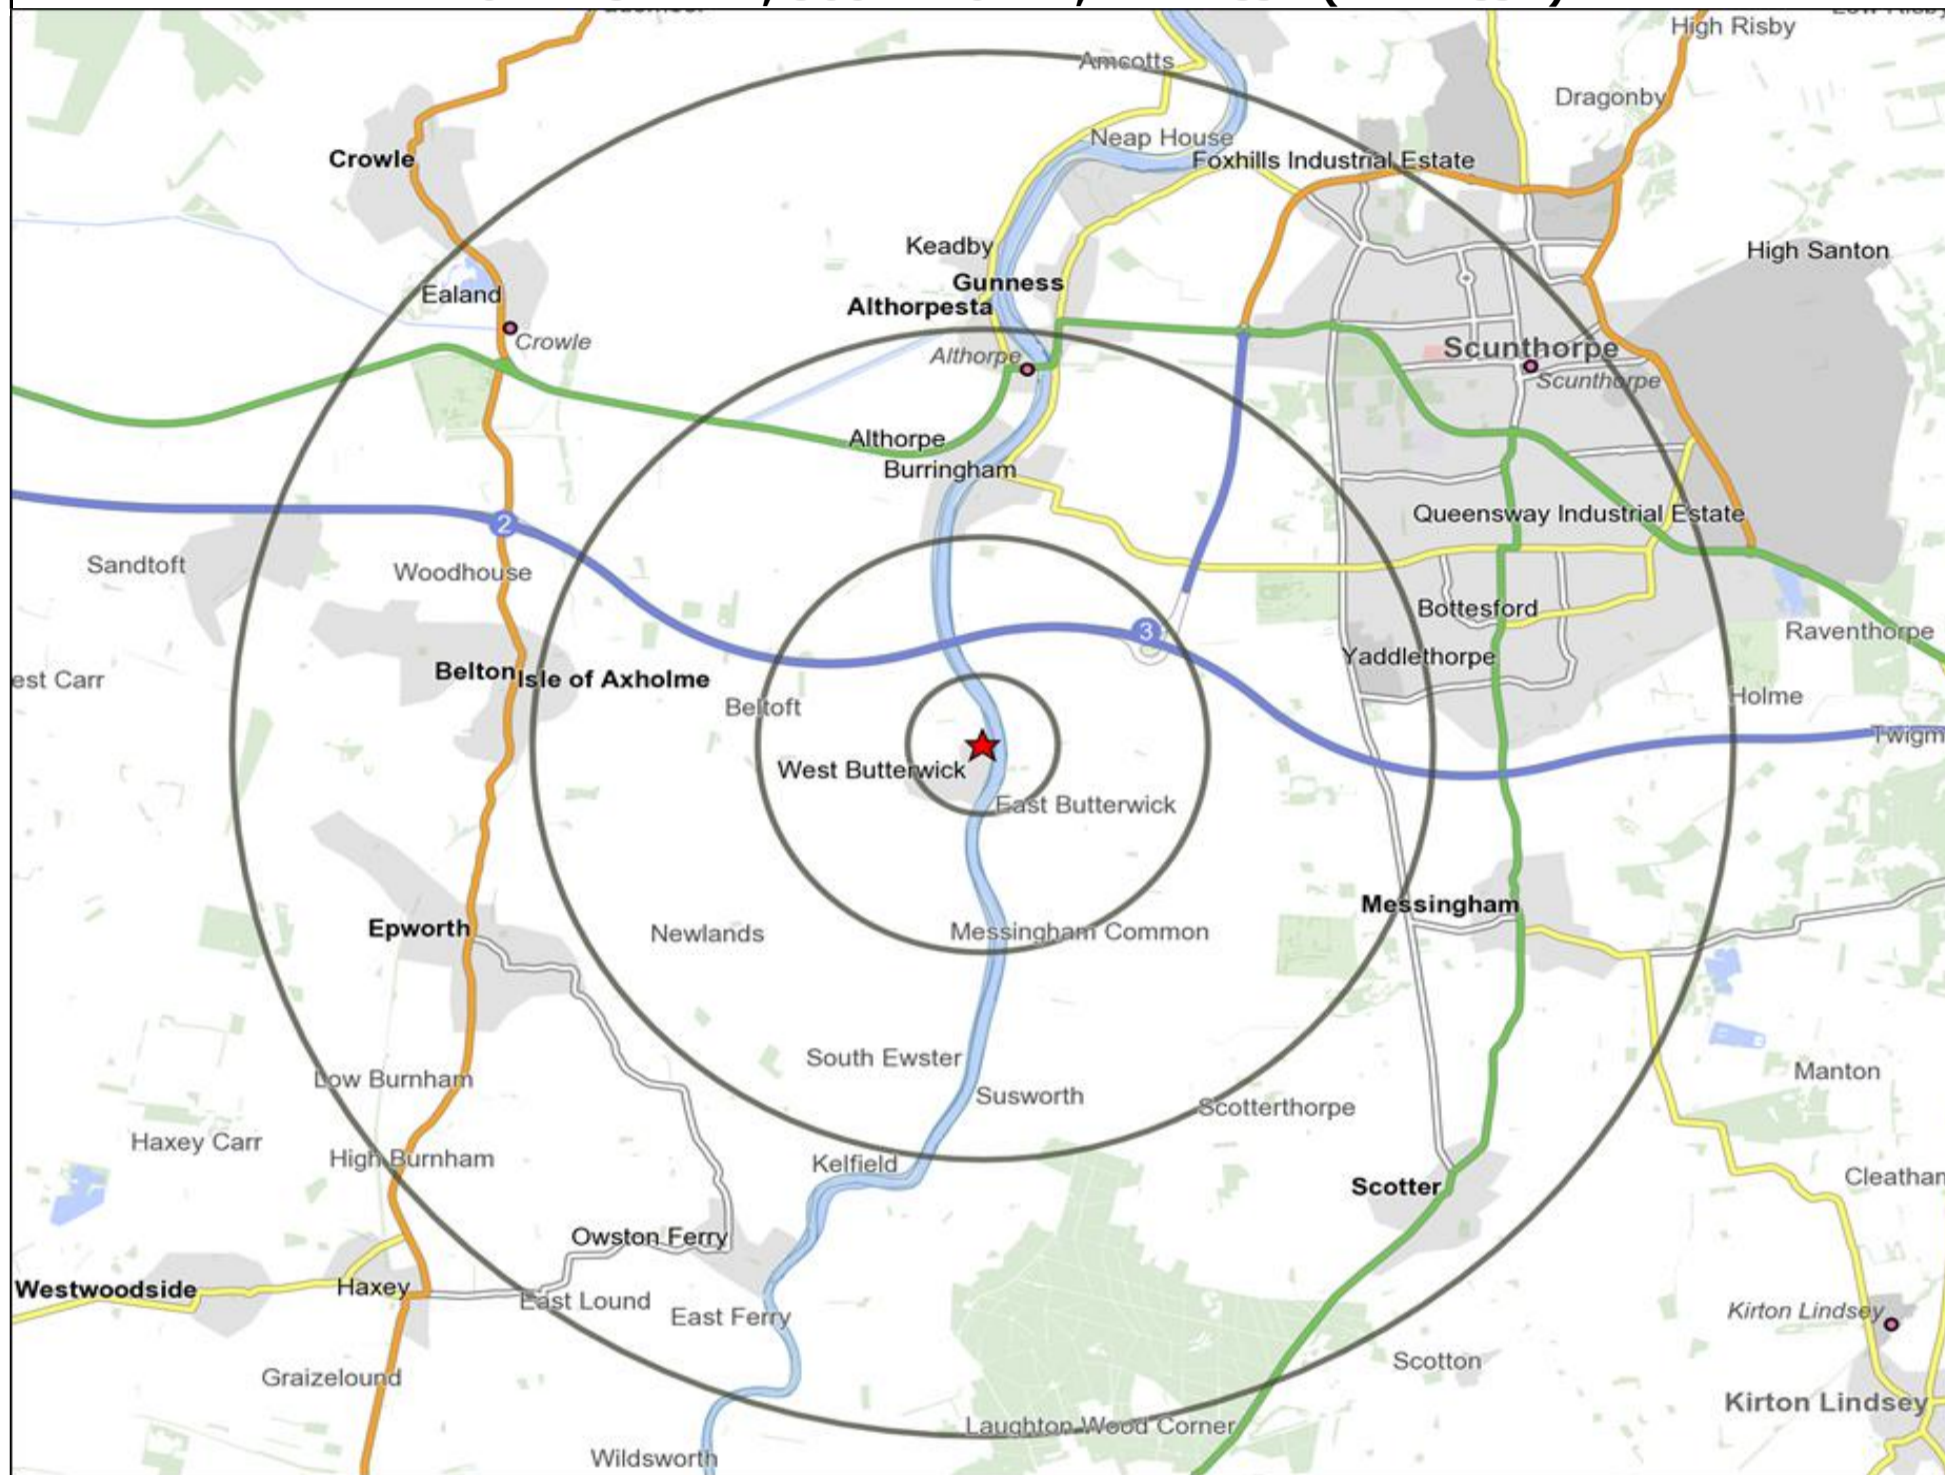 High Risby
Amcotts
Dragonby
Neap House
Crowle
Foxhills Industrial Estate
Keadby
High Santon
Gunness
Ealand
Althorpesta
Crowle
Scunthorpe
Althorpe
Scunthorpe
Althorpe
Burringham
Queensway Industrial Estate
2
Sandtoft
Woodhouse
Bottesford
3
Raventhorpe
Yaddlethorpe
Belton
Isle of Axholme
est Carr
Holme
Beltoft
Twigm
West Butterwick
East Butterwick
Messingham
Epworth
Newlands
Messingham Common
South Ewster
Manton
Low Burnham
Susworth
Scotterthorpe
Haxey Carr
High Burnham
Kelfield
Cleatham
Scotter
Owston Ferry
Westwoodside
Haxey
East Lound
Kirton Lindsey
East Ferry
Scotton
Graizelound
Kirton Lindsey
Laughton Wood Corner
Wildsworth